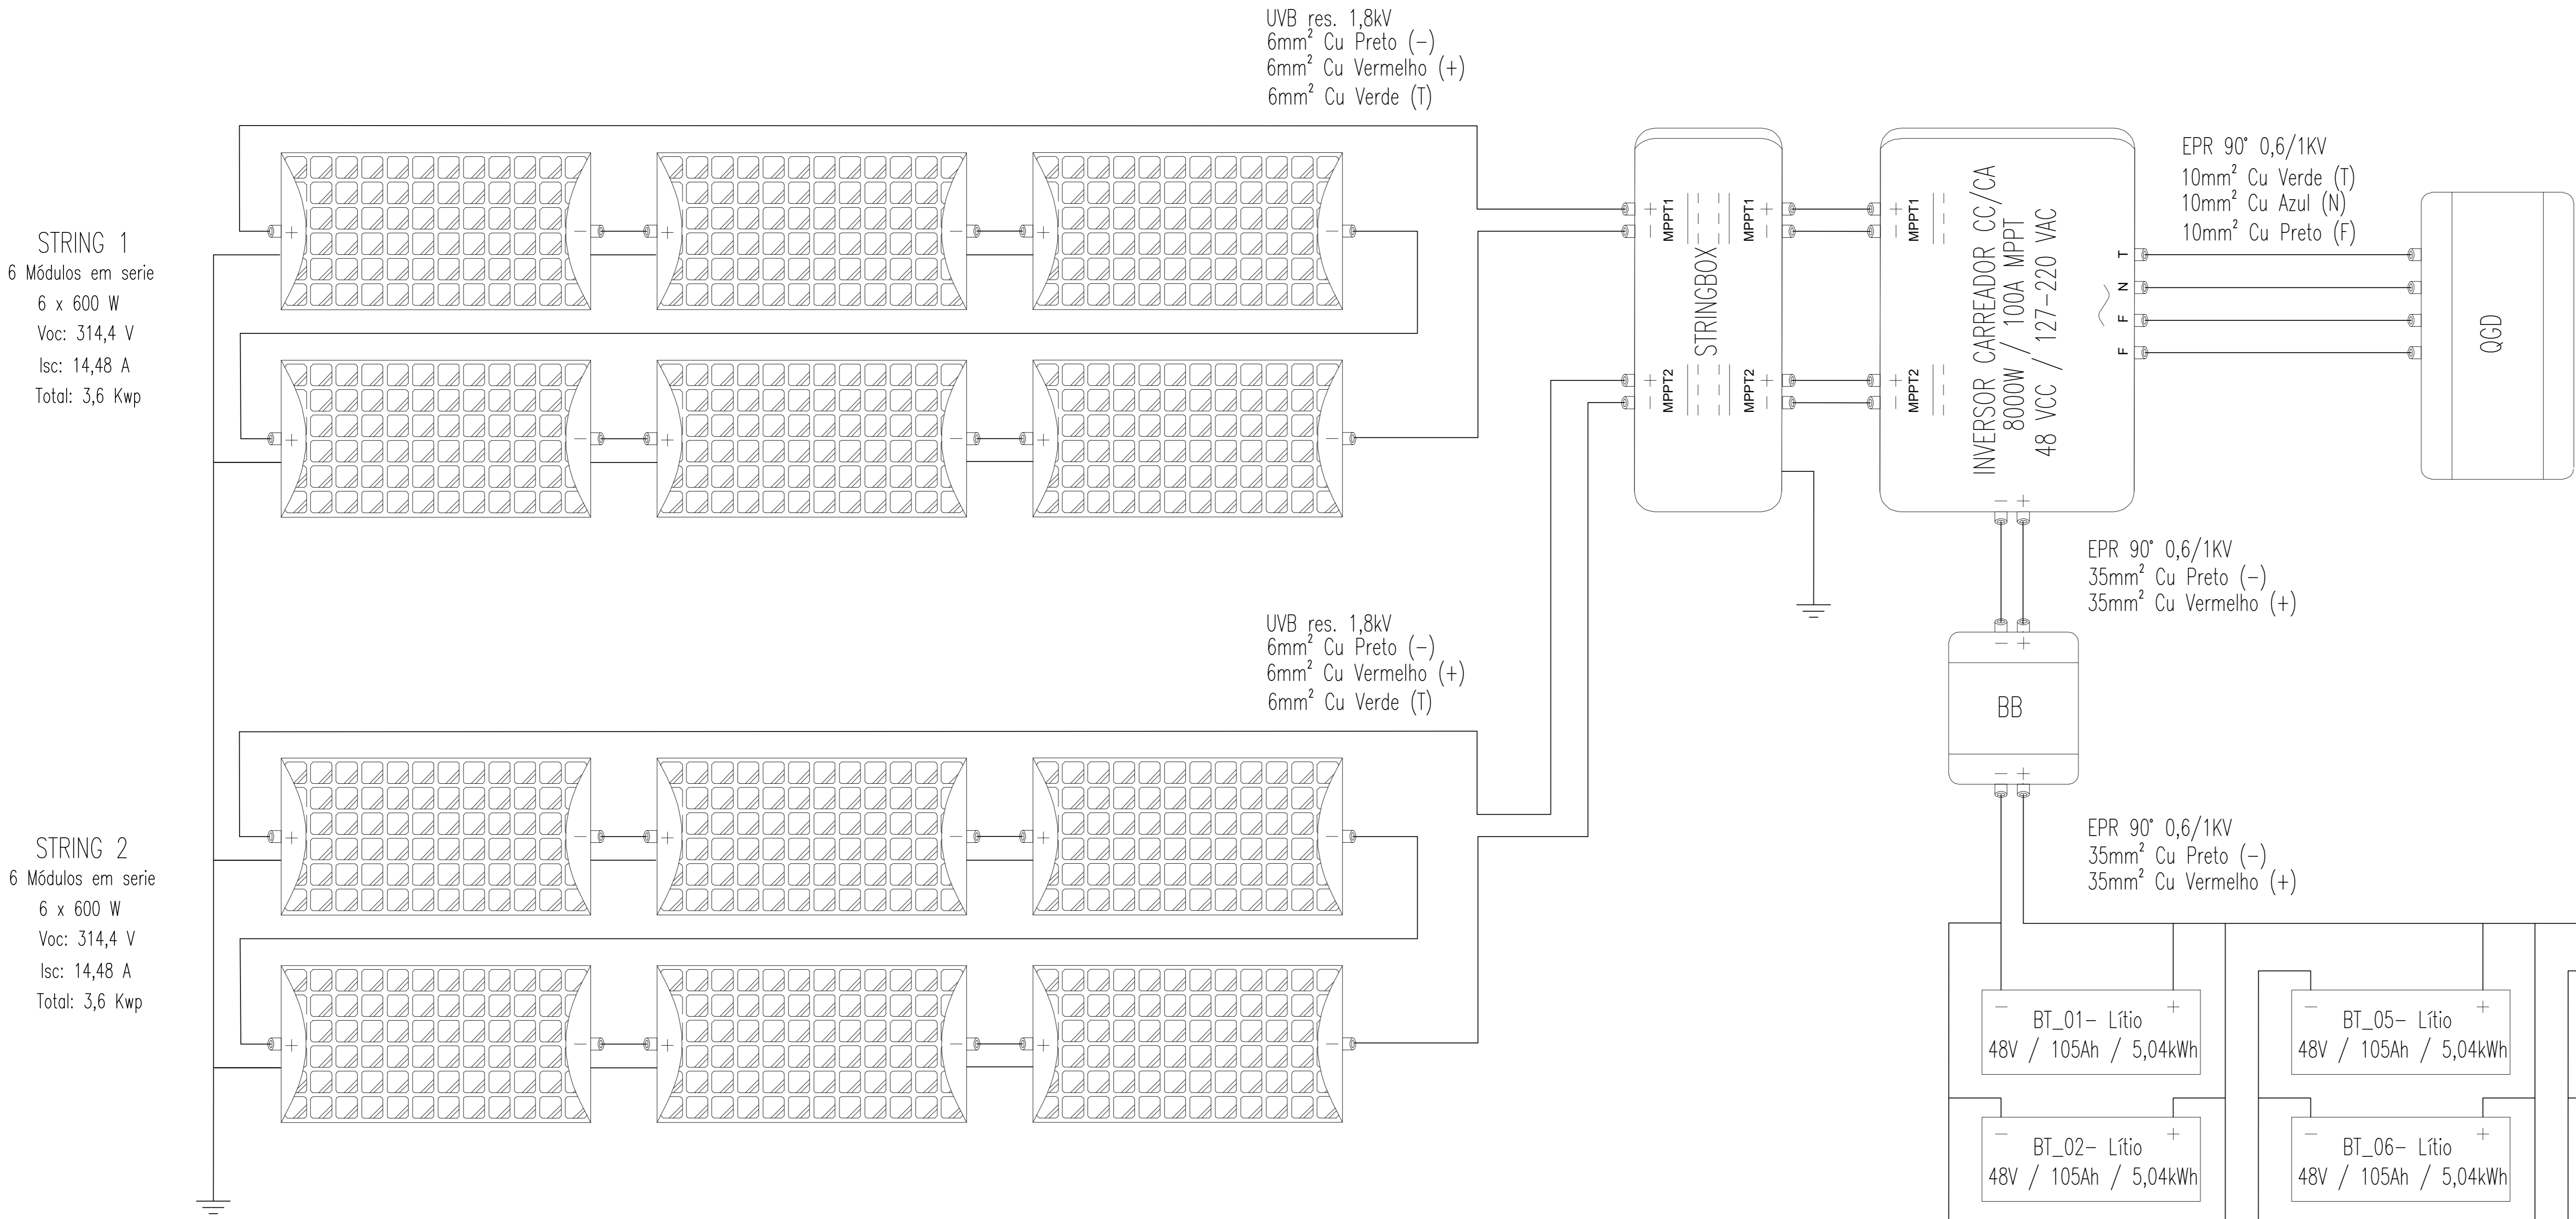 UVB res. 1,8kV
6mm² Cu Preto (-)
6mm² Cu Vermelho (+)
6mm² Cu Verde (T)
STRING 1
6 Módulos em serie
6 x 600 W
Voc: 314,4 V
Isc: 14,48 A
Total: 3,6 Kwp
+ - + - + -
+ - + - + -
+ MPPT1 -
MPPT1 + -
STRINGBOX
+ MPPT2 -
MPPT2 + -
+ MPPT1 -
+ MPPT2 -
INVERSOR CARREADOR CC/CA
8000W / 100A MPPT
48 VCC / 127-220 VAC
T
N
F
F
- +
EPR 90° 0,6/1KV
10mm² Cu Verde (T)
10mm² Cu Azul (N)
10mm² Cu Preto (F)
QGD
EPR 90° 0,6/1KV
35mm² Cu Preto (-)
35mm² Cu Vermelho (+)
- +
BB
- +
EPR 90° 0,6/1KV
35mm² Cu Preto (-)
35mm² Cu Vermelho (+)
UVB res. 1,8kV
6mm² Cu Preto (-)
6mm² Cu Vermelho (+)
6mm² Cu Verde (T)
STRING 2
6 Módulos em serie
6 x 600 W
Voc: 314,4 V
Isc: 14,48 A
Total: 3,6 Kwp
+ - + - + -
+ - + - + -
- +
BT_01- Lítio
48V / 105Ah / 5,04kWh
- +
BT_05- Lítio
48V / 105Ah / 5,04kWh
- +
BT_02- Lítio
48V / 105Ah / 5,04kWh
- +
BT_06- Lítio
48V / 105Ah / 5,04kWh